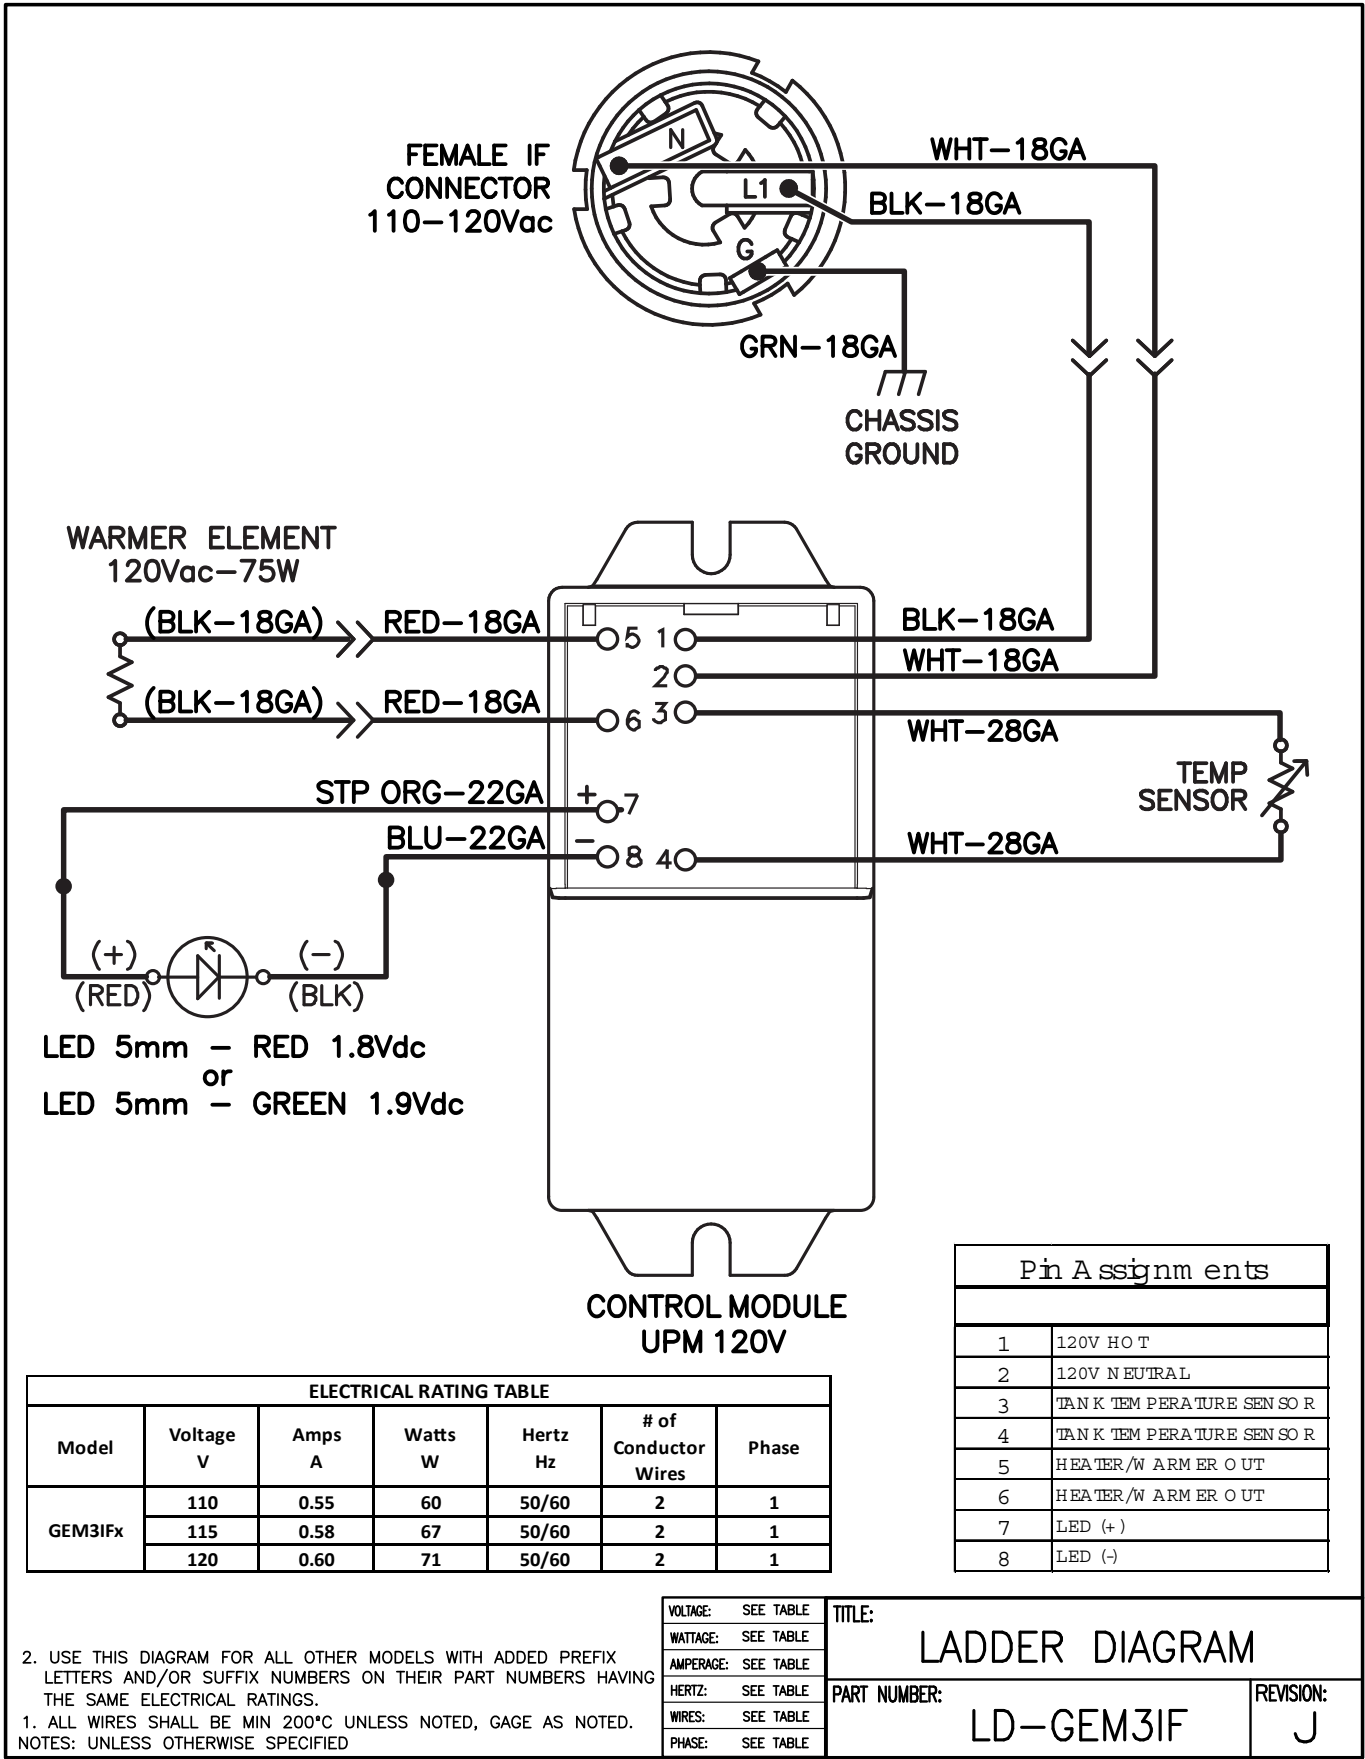 N
FEMALE IF
CONNECTOR
110-120Vac
WHT-18GA
L1
BLK-18GA
G
GRN-18GA
CHASSIS
GROUND
WARMER ELEMENT
120Vac-75W
(BLK-18GA)
RED-18GA
5
1
BLK-18GA
2
WHT-18GA
(BLK-18GA)
RED-18GA
6
3
WHT-28GA
TEMP
SENSOR
STP ORG-22GA
+
7
BLU-22GA
-
8
4
WHT-28GA
(+)
(-)
(RED)
(BLK)
LED 5mm - RED 1.8Vdc
or
LED 5mm - GREEN 1.9Vdc
CONTROL MODULE
UPM 120V
Pin Assignments
1 120V HOT
2 120V NEUTRAL
3 TANK TEMPERATURE SENSOR
4 TANK TEMPERATURE SENSOR
5 HEATER/WARMER OUT
6 HEATER/WARMER OUT
7 LED (+)
8 LED (-)
ELECTRICAL RATING TABLE
Model Voltage V Amps A Watts W Hertz Hz # of Conductor Wires Phase
GEM3IFx
110 0.55 60 50/60 2 1
115 0.58 67 50/60 2 1
120 0.60 71 50/60 2 1
2. USE THIS DIAGRAM FOR ALL OTHER MODELS WITH ADDED PREFIX
LETTERS AND/OR SUFFIX NUMBERS ON THEIR PART NUMBERS HAVING
THE SAME ELECTRICAL RATINGS.
1. ALL WIRES SHALL BE MIN 200°C UNLESS NOTED, GAGE AS NOTED.
NOTES: UNLESS OTHERWISE SPECIFIED
VOLTAGE: SEE TABLE
WATTAGE: SEE TABLE
AMPERAGE: SEE TABLE
HERTZ: SEE TABLE
WIRES: SEE TABLE
PHASE: SEE TABLE
TITLE:
LADDER DIAGRAM
PART NUMBER:
LD-GEM3IF
REVISION:
J